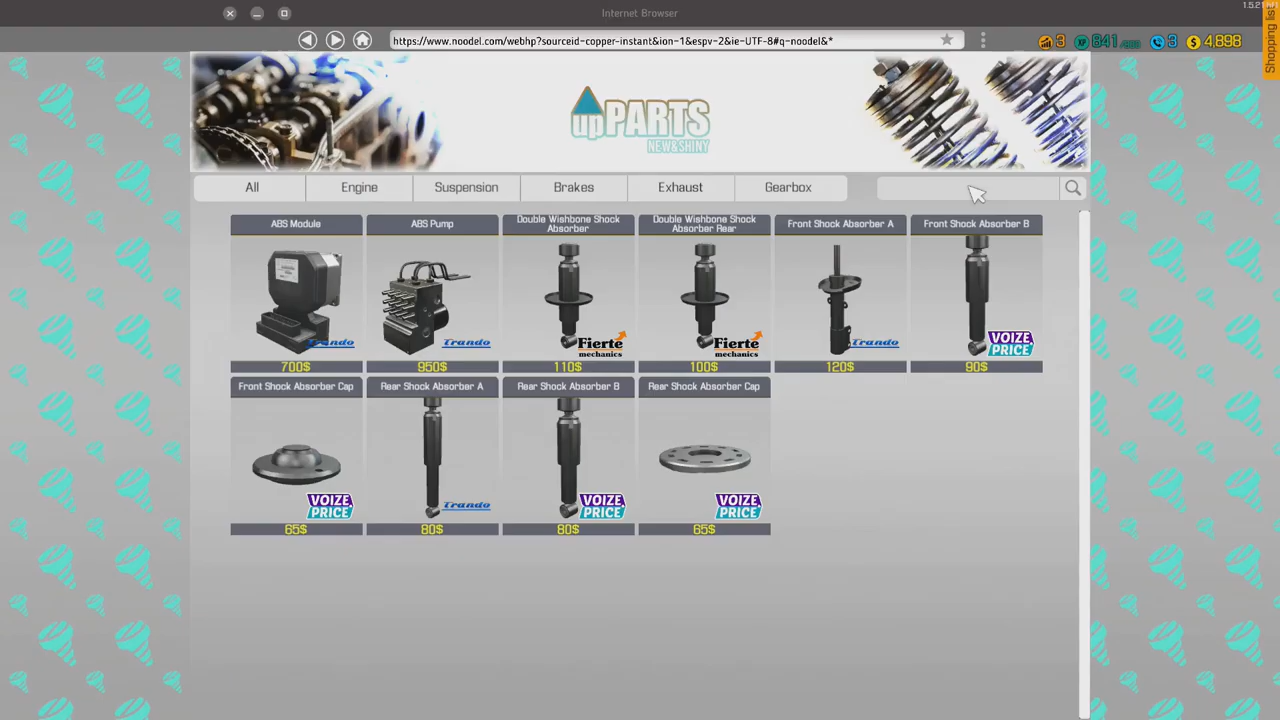 Internet Browser
1.5.21
Shopping list
https://www.noodel.com/webhp?sourceid-copper-instant&ion-1&espv-2&ie-UTF-8#q-noodel&*
3
XP 841
3
$ 4,898
upPARTS
NEW&SHINY
All
Engine
Suspension
Brakes
Exhaust
Gearbox
ABS Module
ABS Pump
Double Wishbone Shock
Absorber
Double Wishbone Shock
Absorber Rear
Front Shock Absorber A
Front Shock Absorber B
Trando
Trando
Fierte
mechanics
Fierte
mechanics
Trando
VOIZE
PRICE
700$
950$
110$
100$
120$
90$
Front Shock Absorber Cap
Rear Shock Absorber A
Rear Shock Absorber B
Rear Shock Absorber Cap
VOIZE
PRICE
Trando
VOIZE
PRICE
VOIZE
PRICE
65$
80$
80$
65$